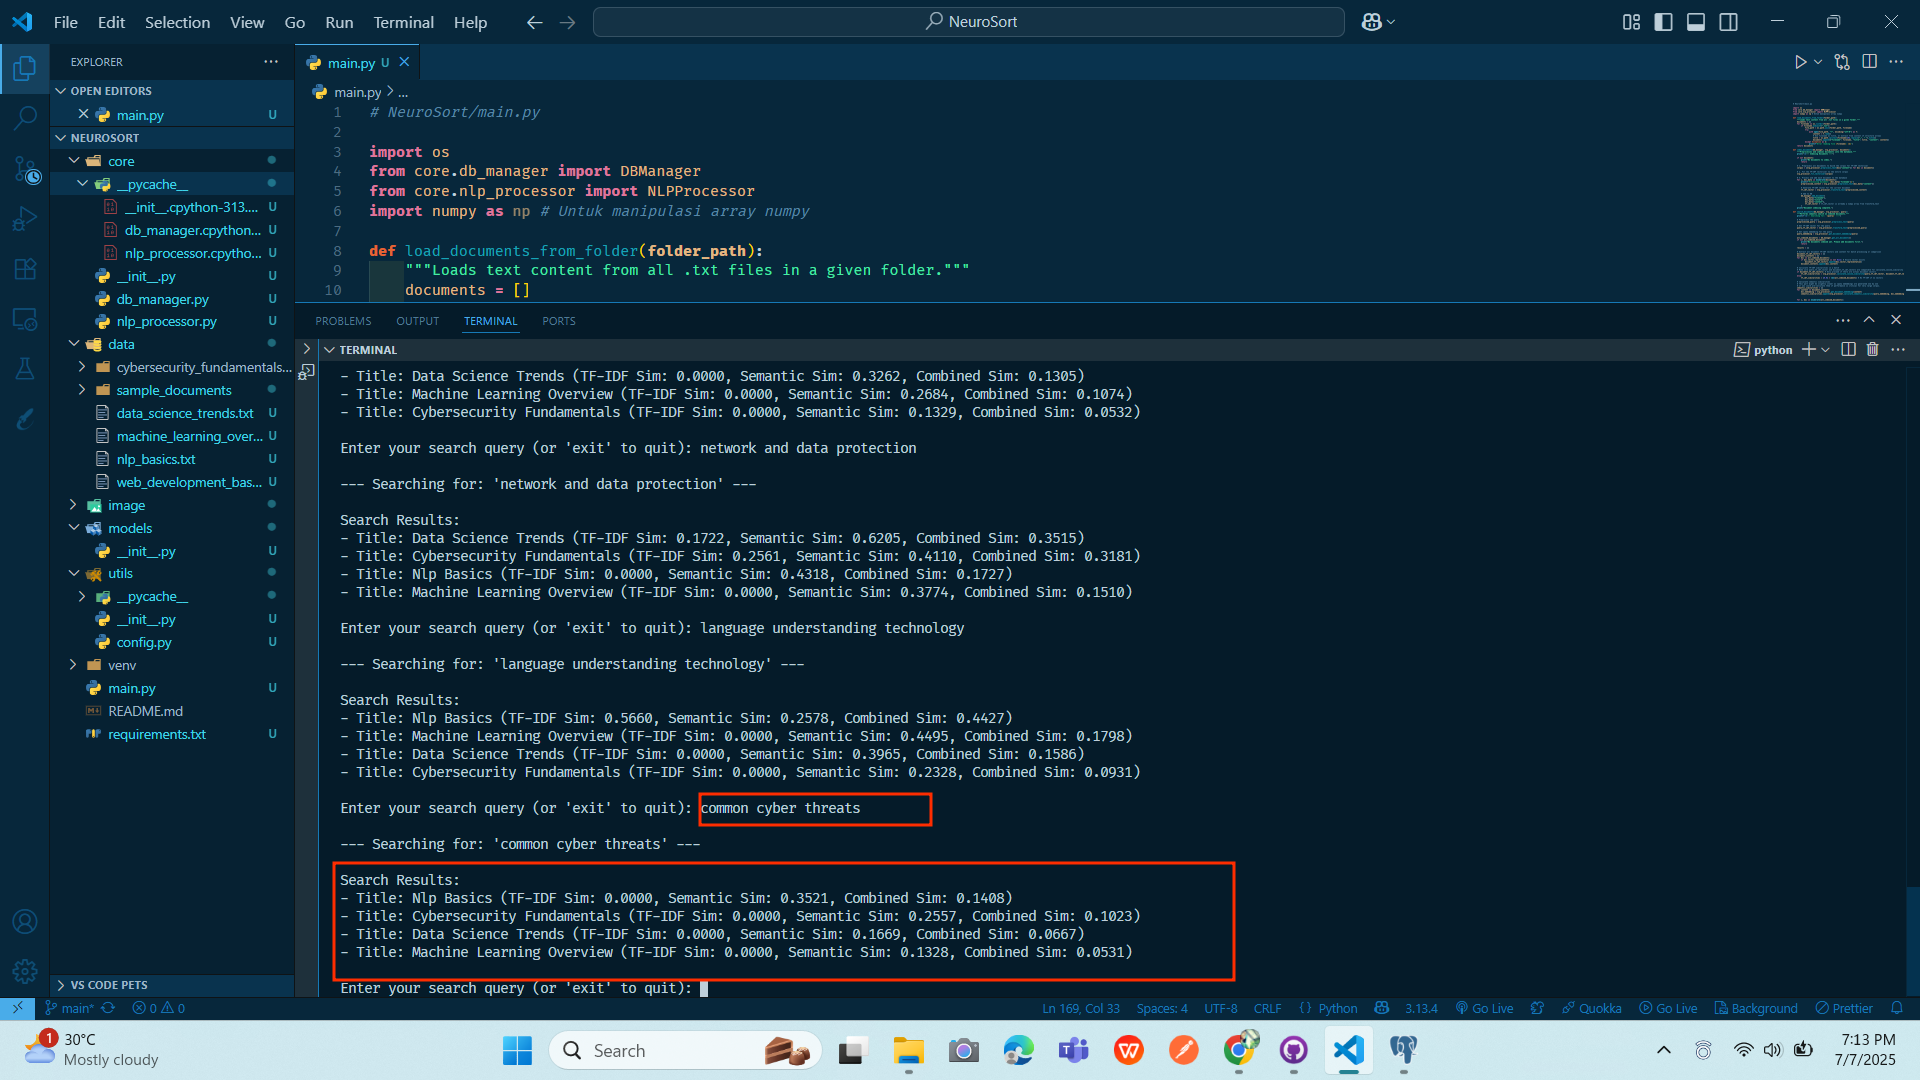 File Edit Selection View Go Run Terminal Help
NeuroSort
EXPLORER
OPEN EDITORS
main.py U
NEUROSORT
core
__pycache__
__init__.cpython-313.... U
db_manager.cpython... U
nlp_processor.cpytho... U
__init__.py U
db_manager.py U
nlp_processor.py U
data
cybersecurity_fundamentals...
sample_documents
data_science_trends.txt U
machine_learning_over... U
nlp_basics.txt U
web_development_bas... U
image
models
__init__.py U
utils
__pycache__
__init__.py U
config.py U
venv
main.py U
README.md
requirements.txt U
VS CODE PETS
main.py U
main.py > ...
1 # NeuroSort/main.py
2
3 import os
4 from core.db_manager import DBManager
5 from core.nlp_processor import NLPProcessor
6 import numpy as np # Untuk manipulasi array numpy
7
8 def load_documents_from_folder(folder_path):
9 """Loads text content from all .txt files in a given folder."""
10 documents = []
PROBLEMS OUTPUT TERMINAL PORTS
TERMINAL
python
- Title: Data Science Trends (TF-IDF Sim: 0.0000, Semantic Sim: 0.3262, Combined Sim: 0.1305)
- Title: Machine Learning Overview (TF-IDF Sim: 0.0000, Semantic Sim: 0.2684, Combined Sim: 0.1074)
- Title: Cybersecurity Fundamentals (TF-IDF Sim: 0.0000, Semantic Sim: 0.1329, Combined Sim: 0.0532)
Enter your search query (or 'exit' to quit): network and data protection
--- Searching for: 'network and data protection' ---
Search Results:
- Title: Data Science Trends (TF-IDF Sim: 0.1722, Semantic Sim: 0.6205, Combined Sim: 0.3515)
- Title: Cybersecurity Fundamentals (TF-IDF Sim: 0.2561, Semantic Sim: 0.4110, Combined Sim: 0.3181)
- Title: Nlp Basics (TF-IDF Sim: 0.0000, Semantic Sim: 0.4318, Combined Sim: 0.1727)
- Title: Machine Learning Overview (TF-IDF Sim: 0.0000, Semantic Sim: 0.3774, Combined Sim: 0.1510)
Enter your search query (or 'exit' to quit): language understanding technology
--- Searching for: 'language understanding technology' ---
Search Results:
- Title: Nlp Basics (TF-IDF Sim: 0.5660, Semantic Sim: 0.2578, Combined Sim: 0.4427)
- Title: Machine Learning Overview (TF-IDF Sim: 0.0000, Semantic Sim: 0.4495, Combined Sim: 0.1798)
- Title: Data Science Trends (TF-IDF Sim: 0.0000, Semantic Sim: 0.3965, Combined Sim: 0.1586)
- Title: Cybersecurity Fundamentals (TF-IDF Sim: 0.0000, Semantic Sim: 0.2328, Combined Sim: 0.0931)
Enter your search query (or 'exit' to quit): common cyber threats
--- Searching for: 'common cyber threats' ---
Search Results:
- Title: Nlp Basics (TF-IDF Sim: 0.0000, Semantic Sim: 0.3521, Combined Sim: 0.1408)
- Title: Cybersecurity Fundamentals (TF-IDF Sim: 0.0000, Semantic Sim: 0.2557, Combined Sim: 0.1023)
- Title: Data Science Trends (TF-IDF Sim: 0.0000, Semantic Sim: 0.1669, Combined Sim: 0.0667)
- Title: Machine Learning Overview (TF-IDF Sim: 0.0000, Semantic Sim: 0.1328, Combined Sim: 0.0531)
Enter your search query (or 'exit' to quit):
main* 0 0 Ln 169, Col 33 Spaces: 4 UTF-8 CRLF {} Python 3.13.4 Go Live Quokka Go Live Background Prettier
1 30°C
Mostly cloudy
Search
7:13 PM
7/7/2025